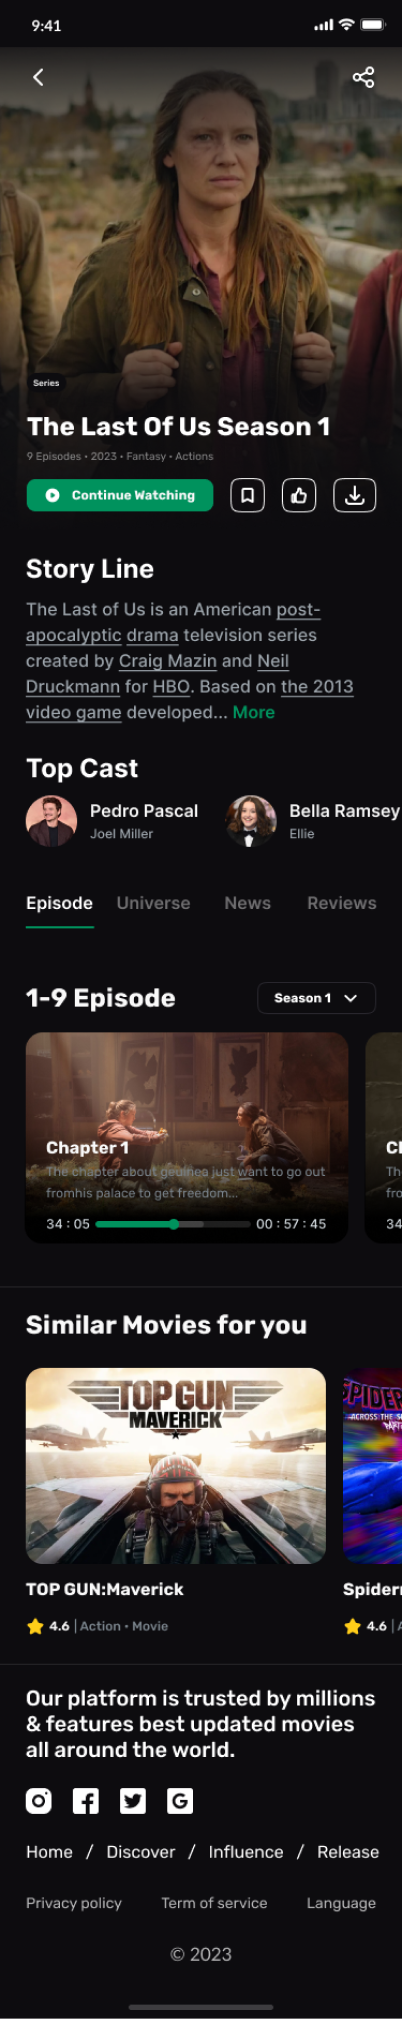 9:41
Series
The Last Of Us Season 1
9 Episodes • 2023 • Fantasy • Actions
Continue Watching
Story Line
The Last of Us is an American post-
apocalyptic drama television series
created by Craig Mazin and Neil
Druckmann for HBO. Based on the 2013
video game developed... More
Top Cast
Pedro Pascal
Joel Miller
Bella Ramsey
Ellie
Episode Universe News Reviews
1-9 Episode
Season 1
Chapter 1
The chapter about geuinea just want to go out
fromhis palace to get freedom...
34 : 05
00 : 57 : 45
Cl
Th
fro
34
Similar Movies for you
TOP GUN
MAVERICK
SPIDER
ACROSS THE S
PART
TOP GUN:Maverick
4.6 | Action • Movie
Spider
4.6 |
Our platform is trusted by millions
& features best updated movies
all around the world.
Home / Discover / Influence / Release
Privacy policy Term of service Language
© 2023